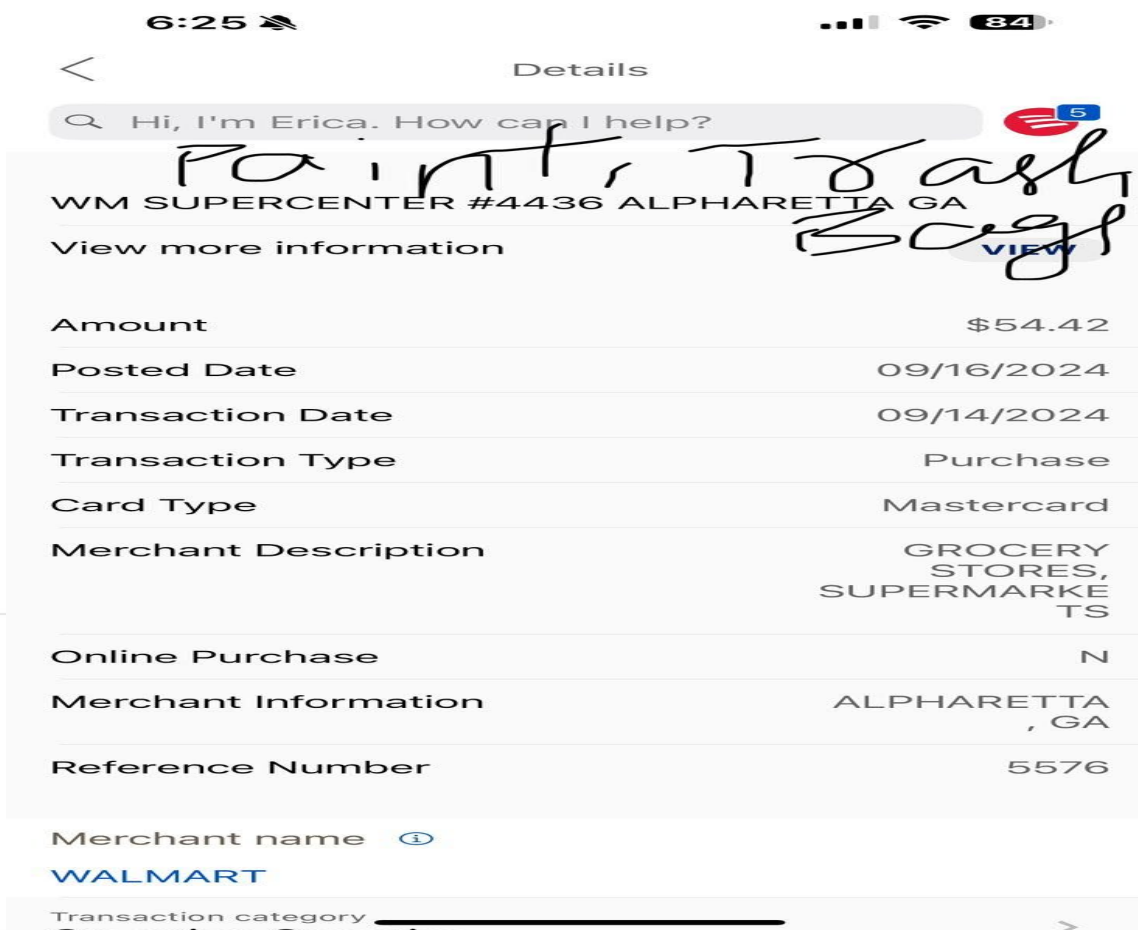 6:25
84
Details
Hi, I'm Erica. How can I help?
5
Paint, Trash
Bags
WM SUPERCENTER #4436 ALPHARETTA GA
View more information VIEW
Amount $54.42
Posted Date 09/16/2024
Transaction Date 09/14/2024
Transaction Type Purchase
Card Type Mastercard
Merchant Description GROCERY
STORES,
SUPERMARKE
TS
Online Purchase N
Merchant Information ALPHARETTA
, GA
Reference Number 5576
Merchant name
WALMART
Transaction category